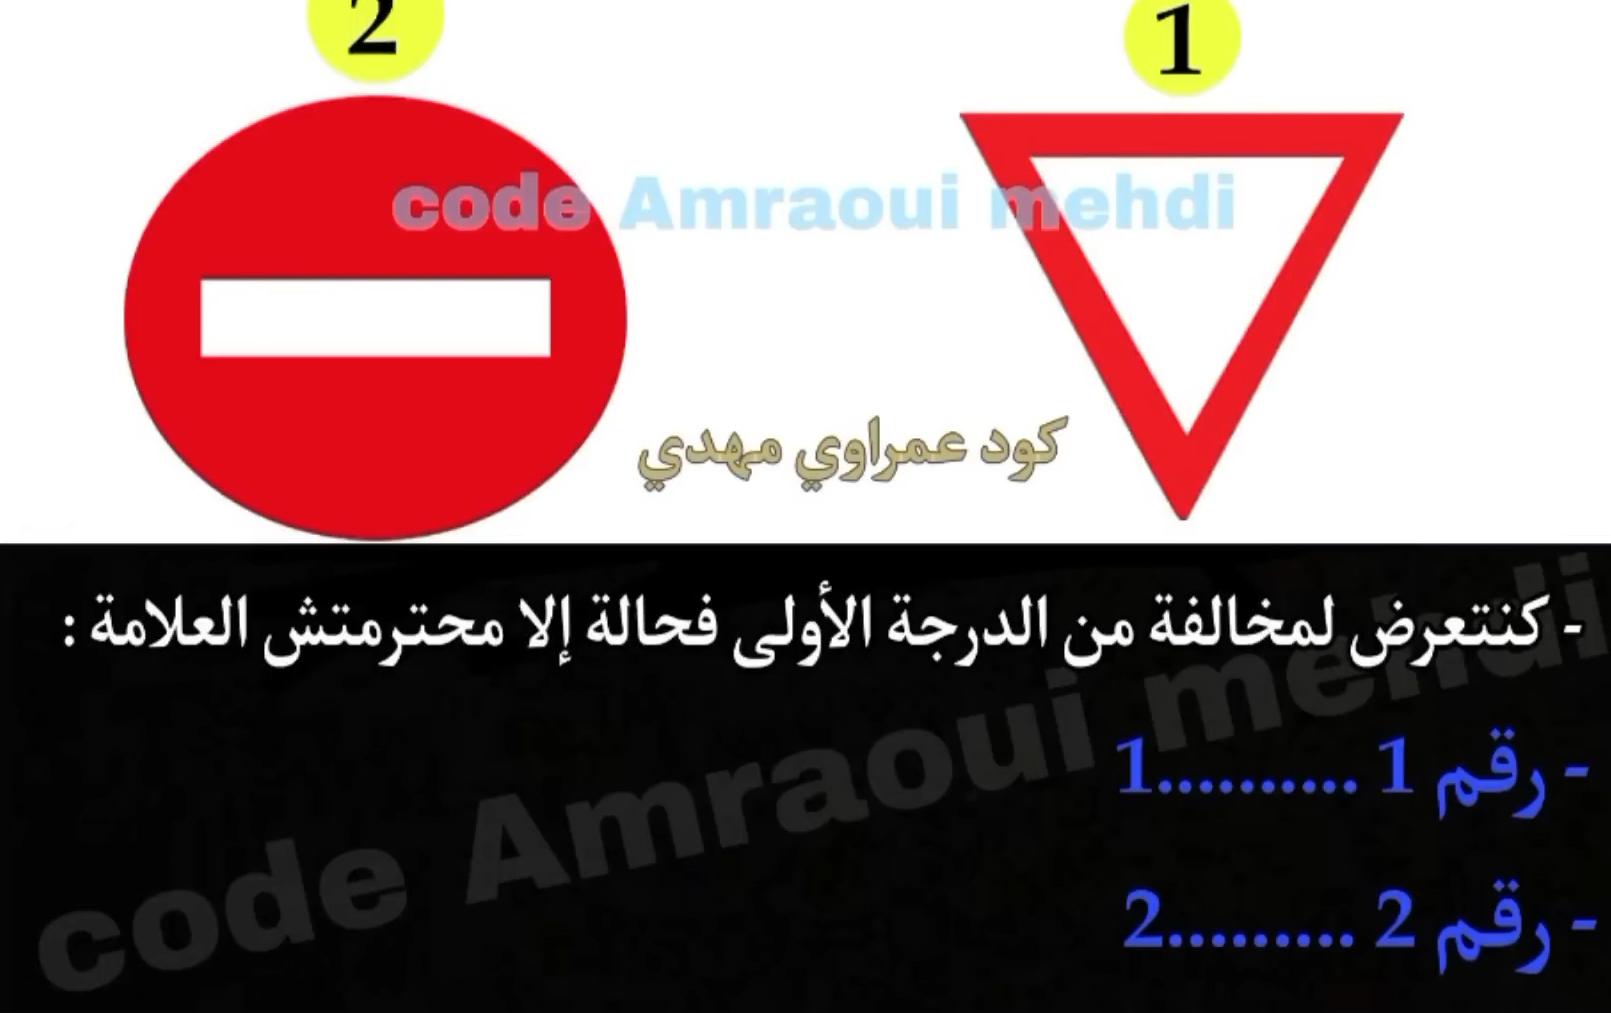 1
2
code Amraoui mehdi
كود عمراوي مهدي
- كنتعرض لمخالفة من الدرجة الأولى فحالة إلا محترمتش العلامة :
- رقم 1 ..........1
- رقم 2 .........2
code Amraoui mehdi